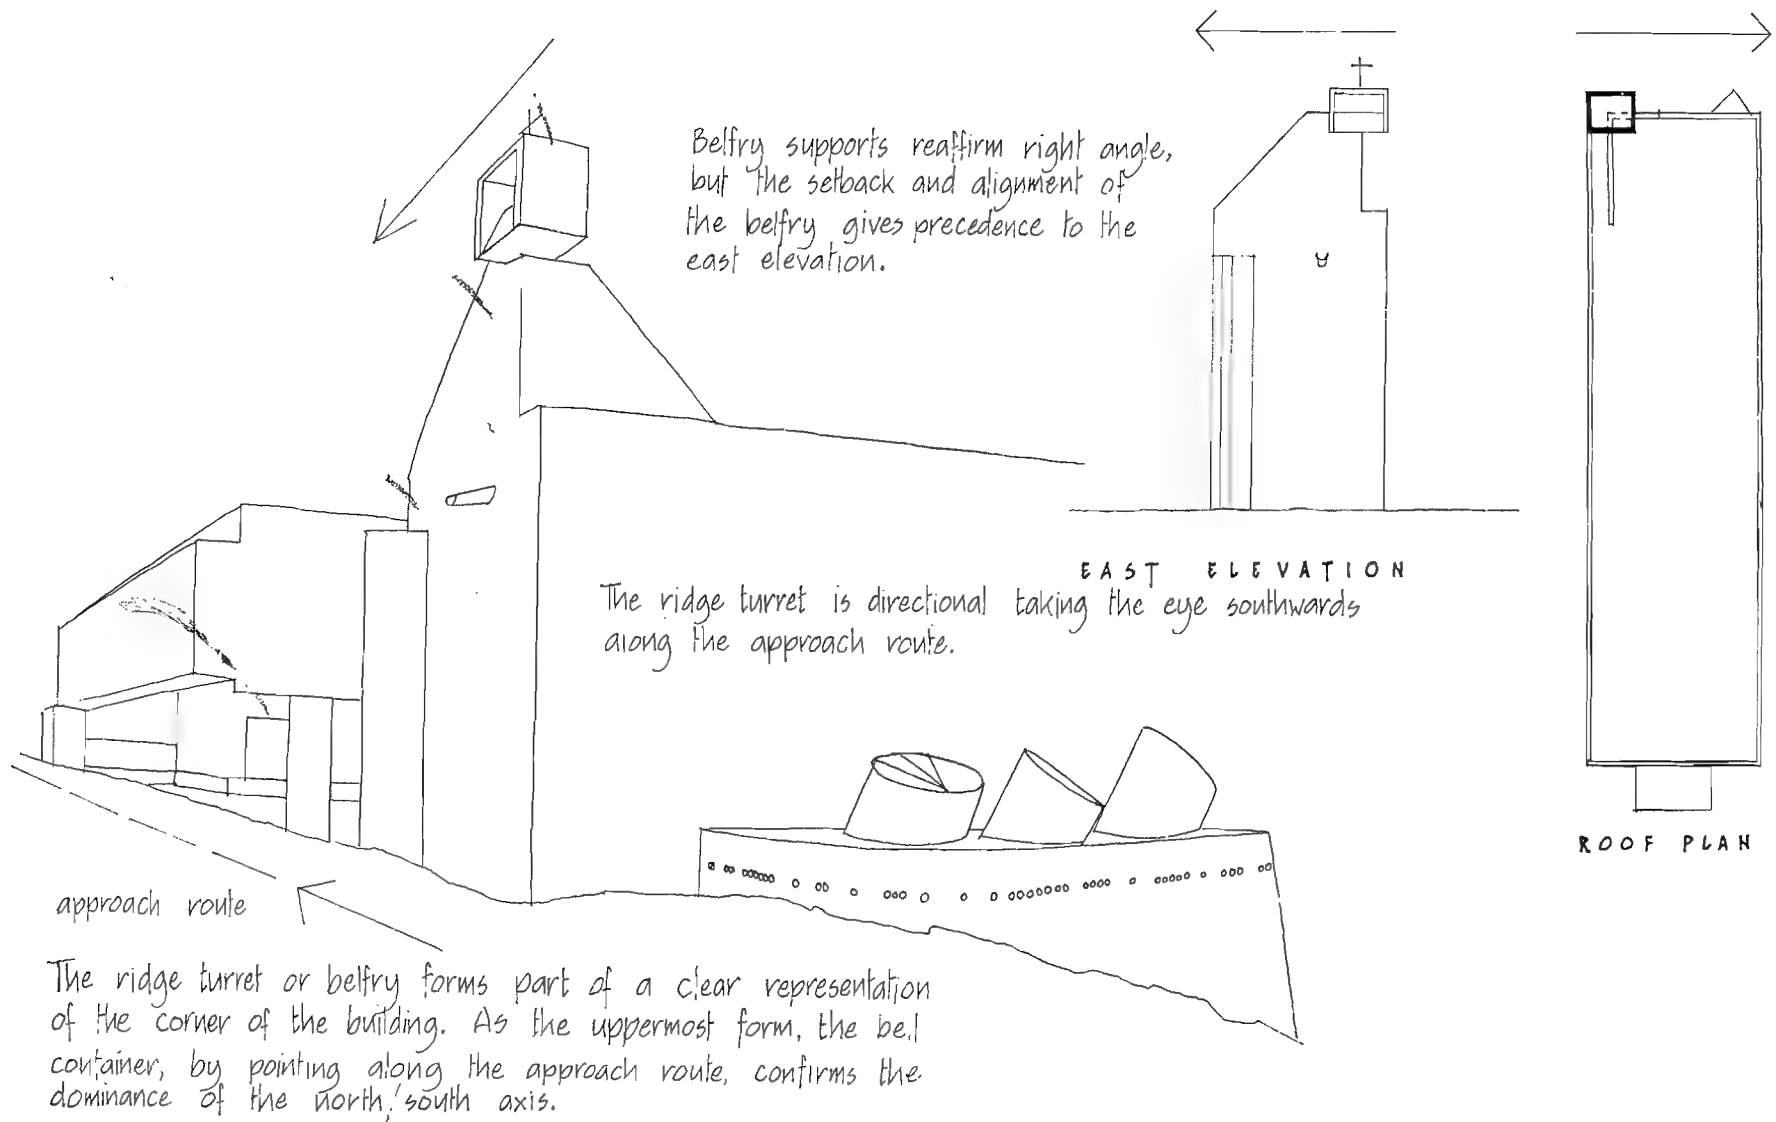 Belfry supports reaffirm right angle,
but the setback and alignment of
the belfry gives precedence to the
east elevation.
EAST ELEVATION
The ridge turret is directional taking the eye southwards
along the approach route.
ROOF PLAN
approach route
The ridge turret or belfry forms part of a clear representation
of the corner of the building. As the uppermost form, the bell
container, by pointing along the approach route, confirms the
dominance of the north/south axis.